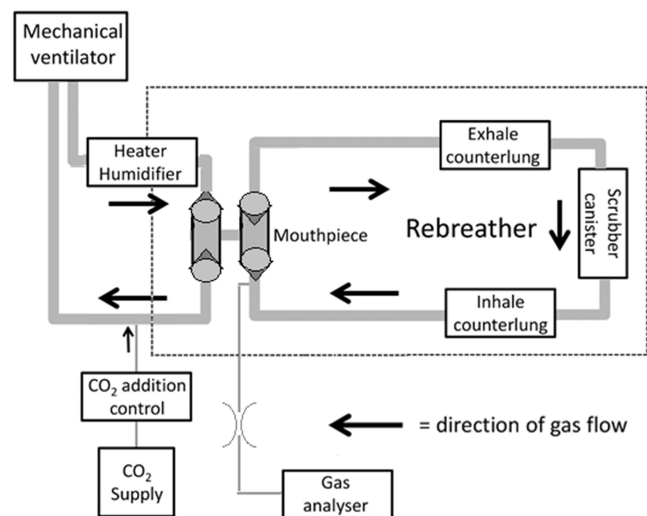 Mechanical
ventilator
Heater
Humidifier
Exhale
counterlung
Scrubber
canister
Mouthpiece
Rebreather
Inhale
counterlung
CO₂ addition
control
= direction of gas flow
CO₂
Supply
Gas
analyser